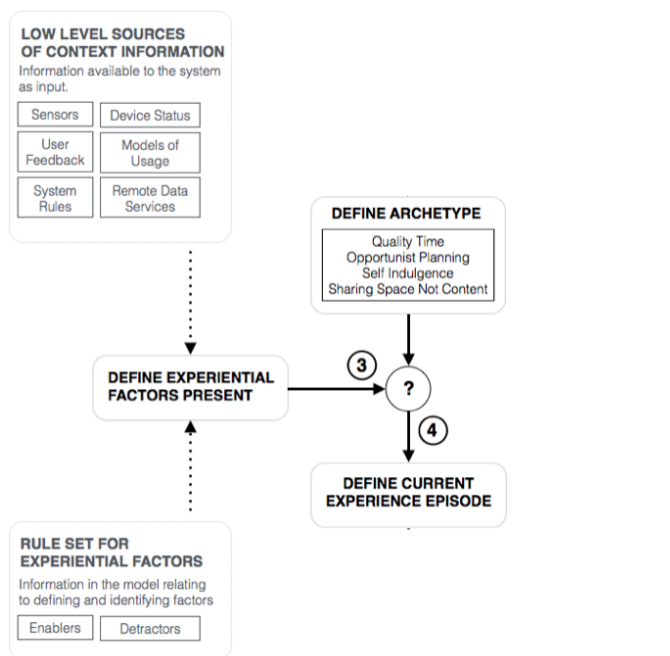 LOW LEVEL SOURCES
OF CONTEXT INFORMATION
Information available to the system
as input.
Sensors
Device Status
User
Feedback
Models of
Usage
System
Rules
Remote Data
Services
DEFINE ARCHETYPE
Quality Time
Opportunist Planning
Self Indulgence
Sharing Space Not Content
DEFINE EXPERIENTIAL
FACTORS PRESENT
3
?
4
DEFINE CURRENT
EXPERIENCE EPISODE
RULE SET FOR
EXPERIENTIAL FACTORS
Information in the model relating
to defining and identifying factors
Enablers
Detractors